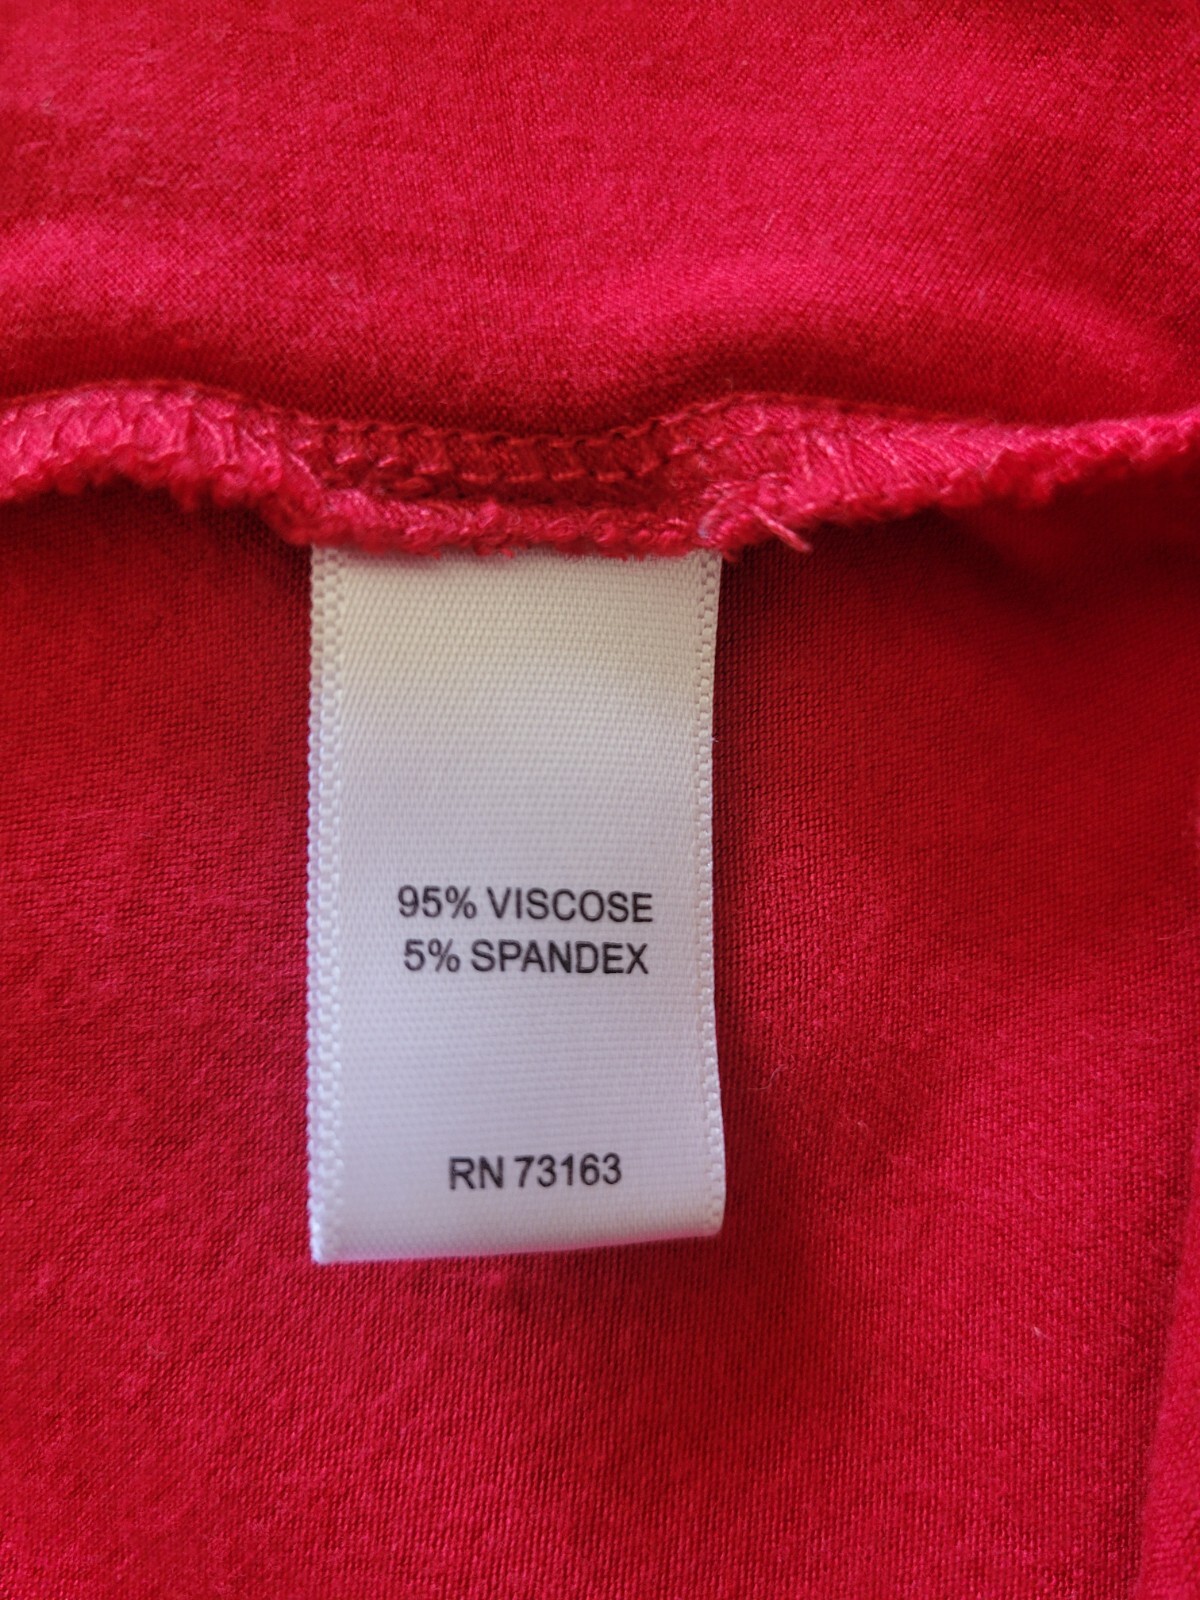 95% VISCOSE
5% SPANDEX
RN 73163